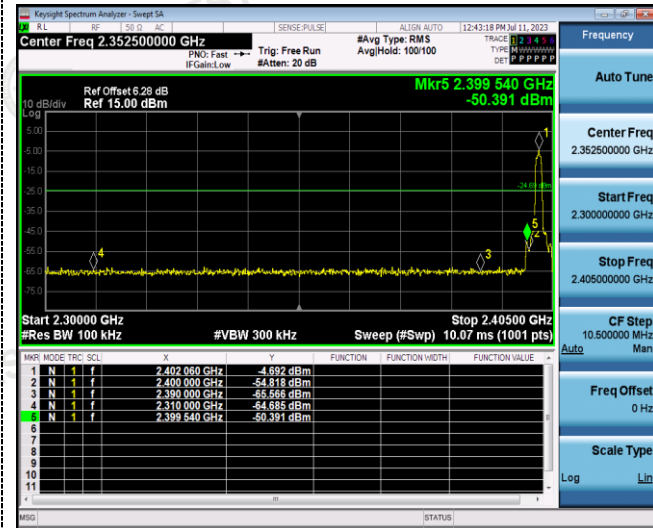 Keysight Spectrum Analyzer - Swept SA
RL RF 50 Ω AC SENSE:PULSE ALIGN AUTO 12:43:18 PM Jul 11, 2023
Center Freq 2.352500000 GHz
PNO: Fast
IFGain:Low
Trig: Free Run
#Atten: 20 dB
#Avg Type: RMS
Avg|Hold: 100/100
TRACE 1 2 3 4 5 6
TYPE M WWWWW
DET P P P P P P
Ref Offset 6.28 dB
10 dB/div Ref 15.00 dBm
Log
Mkr5 2.399 540 GHz
-50.391 dBm
5.00
-5.00
-15.0
-25.0
-35.0
-45.0
-55.0
-65.0
-75.0
1
-24.69 dBm
5
2
4
3
Start 2.30000 GHz Stop 2.40500 GHz
#Res BW 100 kHz #VBW 300 kHz Sweep (#Swp) 10.07 ms (1001 pts)
MKR MODE TRC SCL X Y FUNCTION FUNCTION WIDTH FUNCTION VALUE
1 N 1 f 2.402 060 GHz -4.692 dBm
2 N 1 f 2.400 000 GHz -54.818 dBm
3 N 1 f 2.390 000 GHz -65.566 dBm
4 N 1 f 2.310 000 GHz -64.685 dBm
5 N 1 f 2.399 540 GHz -50.391 dBm
6
7
8
9
10
11
MSG STATUS
Frequency
Auto Tune
Center Freq
2.352500000 GHz
Start Freq
2.300000000 GHz
Stop Freq
2.405000000 GHz
CF Step
10.500000 MHz
Auto Man
Freq Offset
0 Hz
Scale Type
Log Lin